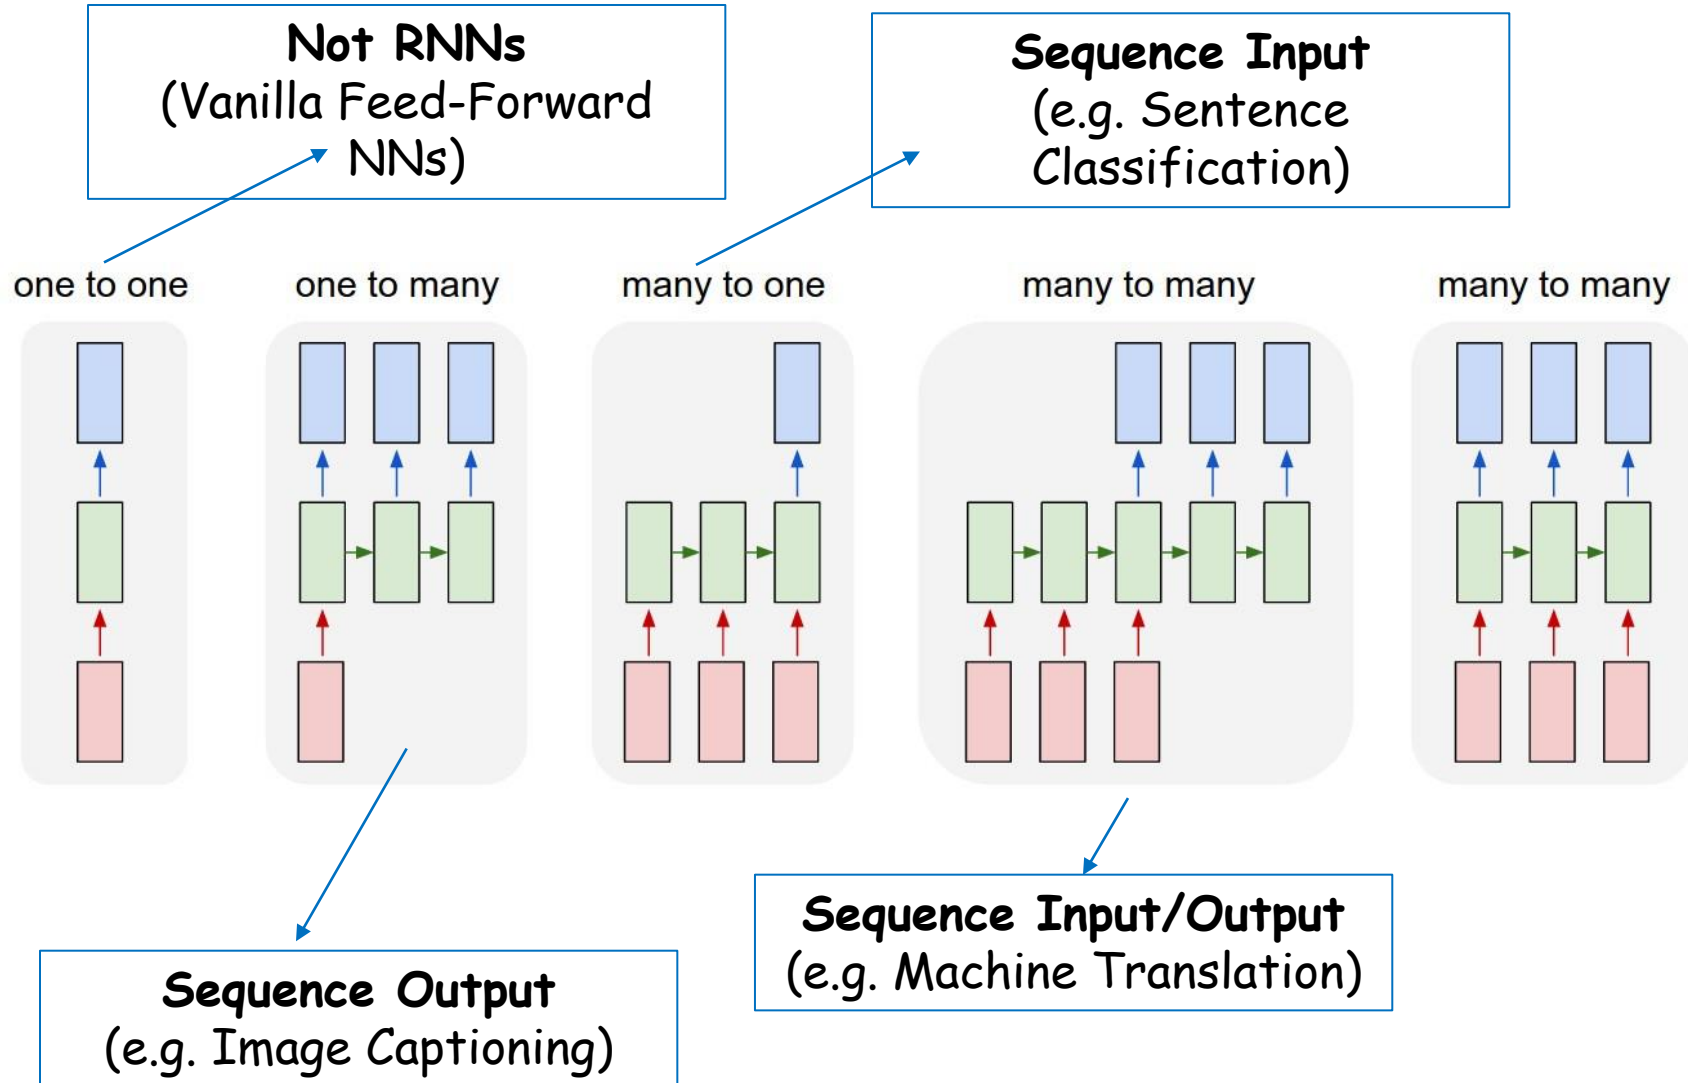 Not RNNs
(Vanilla Feed-Forward
NNs)
Sequence Input
(e.g. Sentence
Classification)
one to one
one to many
many to one
many to many
many to many
Sequence Output
(e.g. Image Captioning)
Sequence Input/Output
(e.g. Machine Translation)